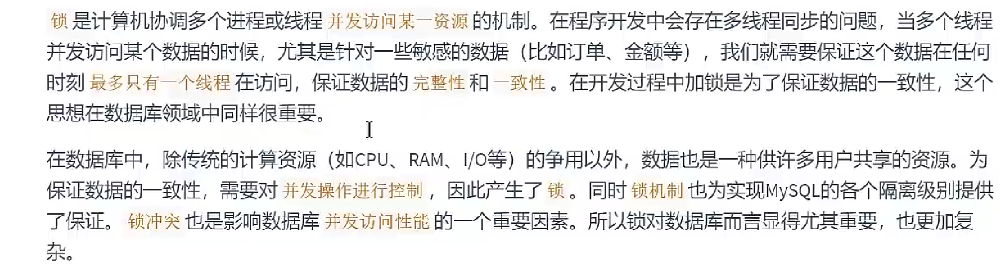 锁 是计算机协调多个进程或线程 并发访问某一资源 的机制。在程序开发中会存在多线程同步的问题，当多个线程
并发访问某个数据的时候，尤其是针对一些敏感的数据（比如订单、金额等），我们就需要保证这个数据在任何
时刻 最多只有一个线程 在访问，保证数据的 完整性 和 一致性 。在开发过程中加锁是为了保证数据的一致性，这个
思想在数据库领域中同样很重要。
在数据库中，除传统的计算资源（如CPU、RAM、I/O等）的争用以外，数据也是一种供许多用户共享的资源。为
保证数据的一致性，需要对 并发操作进行控制 ，因此产生了 锁 。同时 锁机制 也为实现MySQL的各个隔离级别提供
了保证。 锁冲突 也是影响数据库 并发访问性能 的一个重要因素。所以锁对数据库而言显得尤其重要，也更加复
杂。